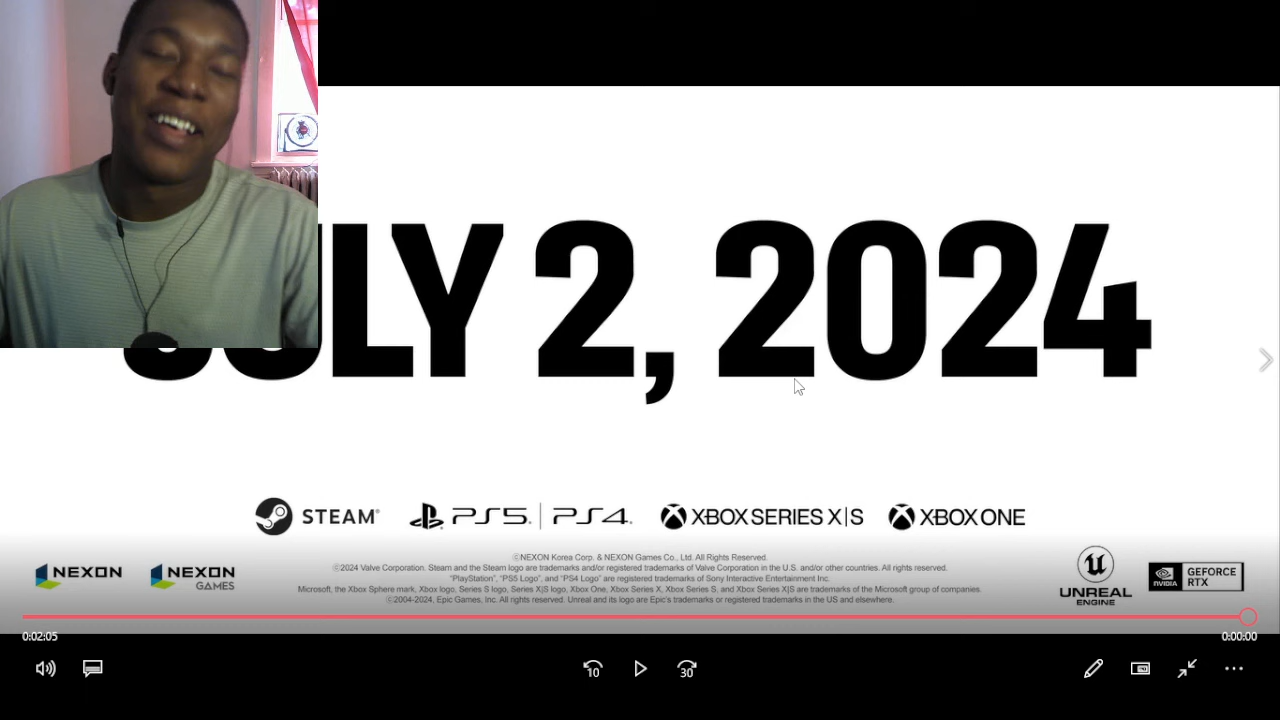 JULY 2, 2024
STEAM
PS5 | PS4
XBOX SERIES X|S
XBOX ONE
NEXON
NEXON GAMES
ⓒNEXON Korea Corp. & NEXON Games Co., Ltd. All Rights Reserved.
ⓒ2024 Valve Corporation. Steam and the Steam logo are trademarks and/or registered trademarks of Valve Corporation in the U.S. and/or other countries. All rights reserved.
"PlayStation", "PS5 Logo", and "PS4 Logo" are registered trademarks of Sony Interactive Entertainment Inc.
Microsoft, the Xbox Sphere mark, Xbox logo, Series S logo, Series X|S logo, Xbox One, Xbox Series X, Xbox Series S, and Xbox Series X|S are trademarks of the Microsoft group of companies.
ⓒ2004-2024, Epic Games, Inc. All rights reserved. Unreal and its logo are Epic's trademarks or registered trademarks in the US and elsewhere.
UNREAL
ENGINE
NVIDIA
GEFORCE
RTX
0:02:05
0:00:00
10
30